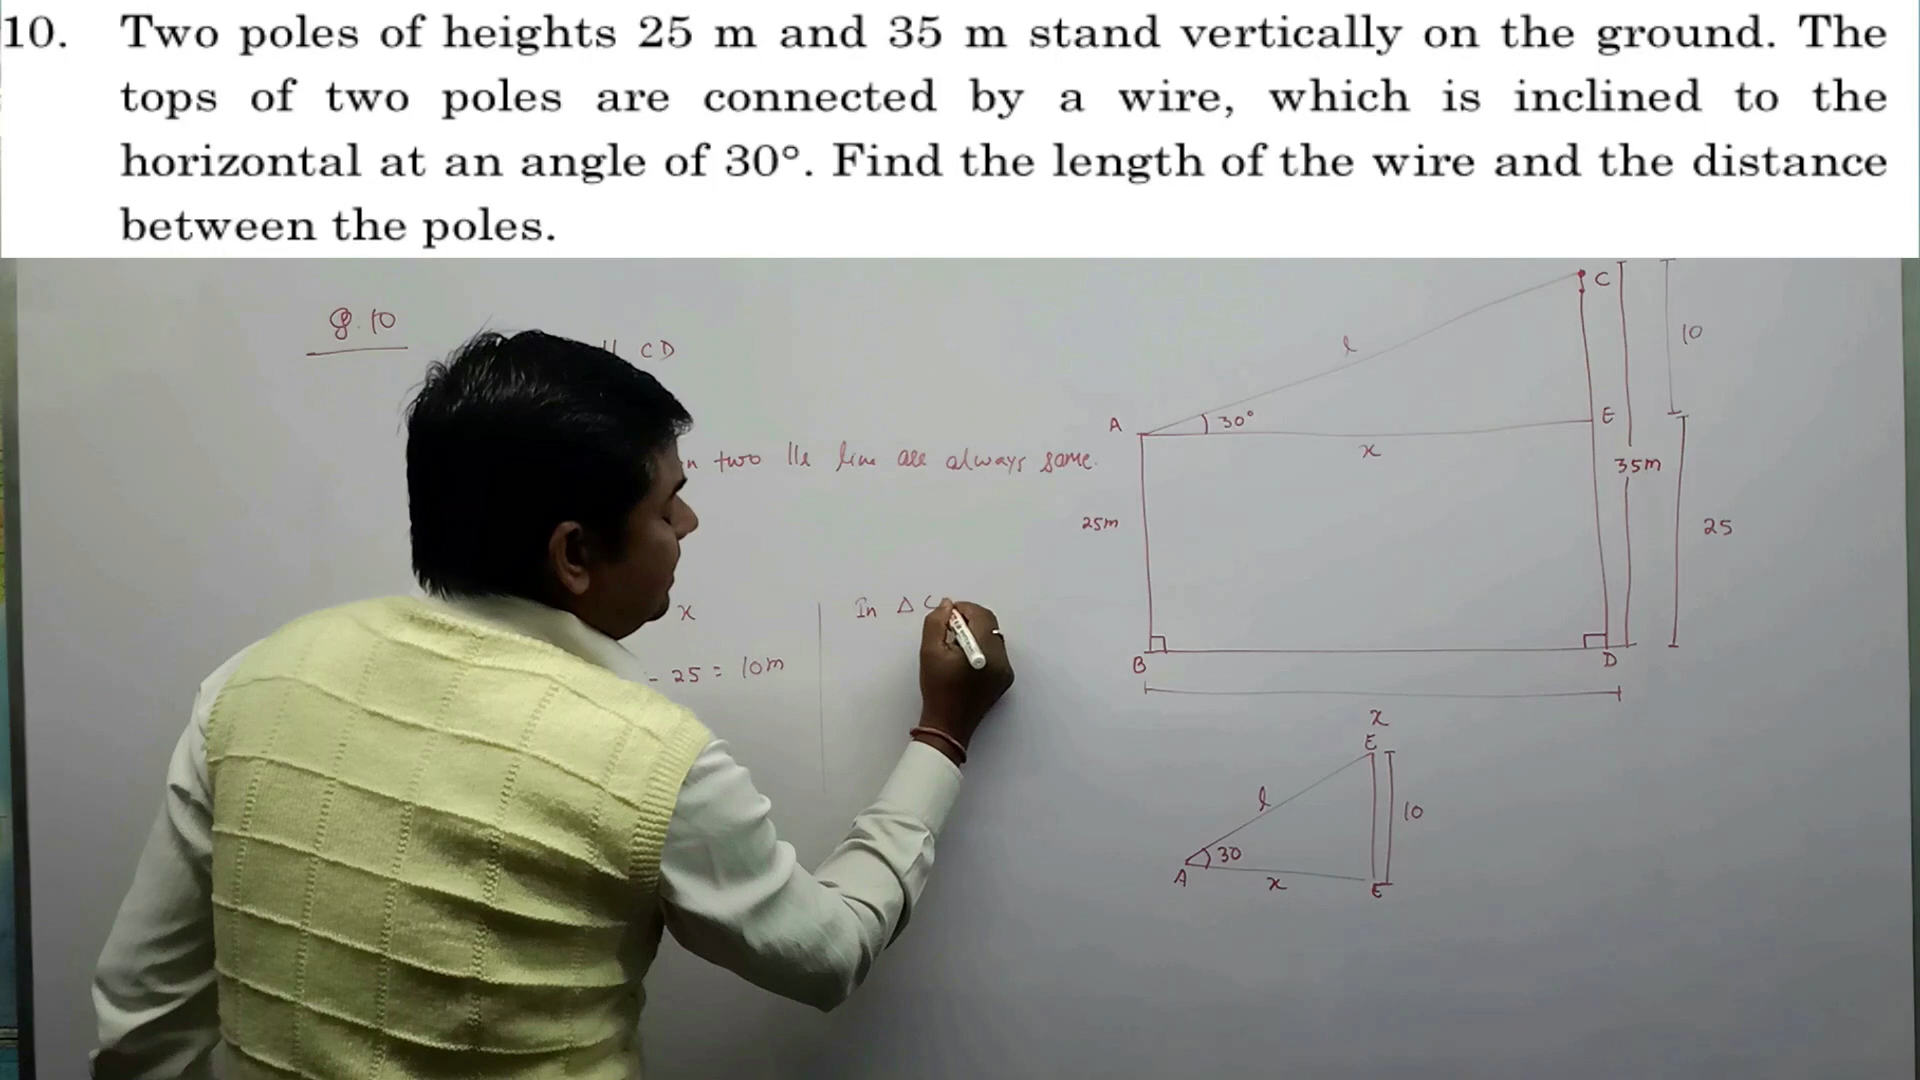 10. Two poles of heights 25 m and 35 m stand vertically on the ground. The
tops of two poles are connected by a wire, which is inclined to the
horizontal at an angle of 30°. Find the length of the wire and the distance
between the poles.
Q.10
|| CD
two lle line are always same.
x
- 25 = 10m
In Δ C
C
10
l
A
30°
E
x
35m
25m
25
B
D
x
E
l
10
30
A
x
E